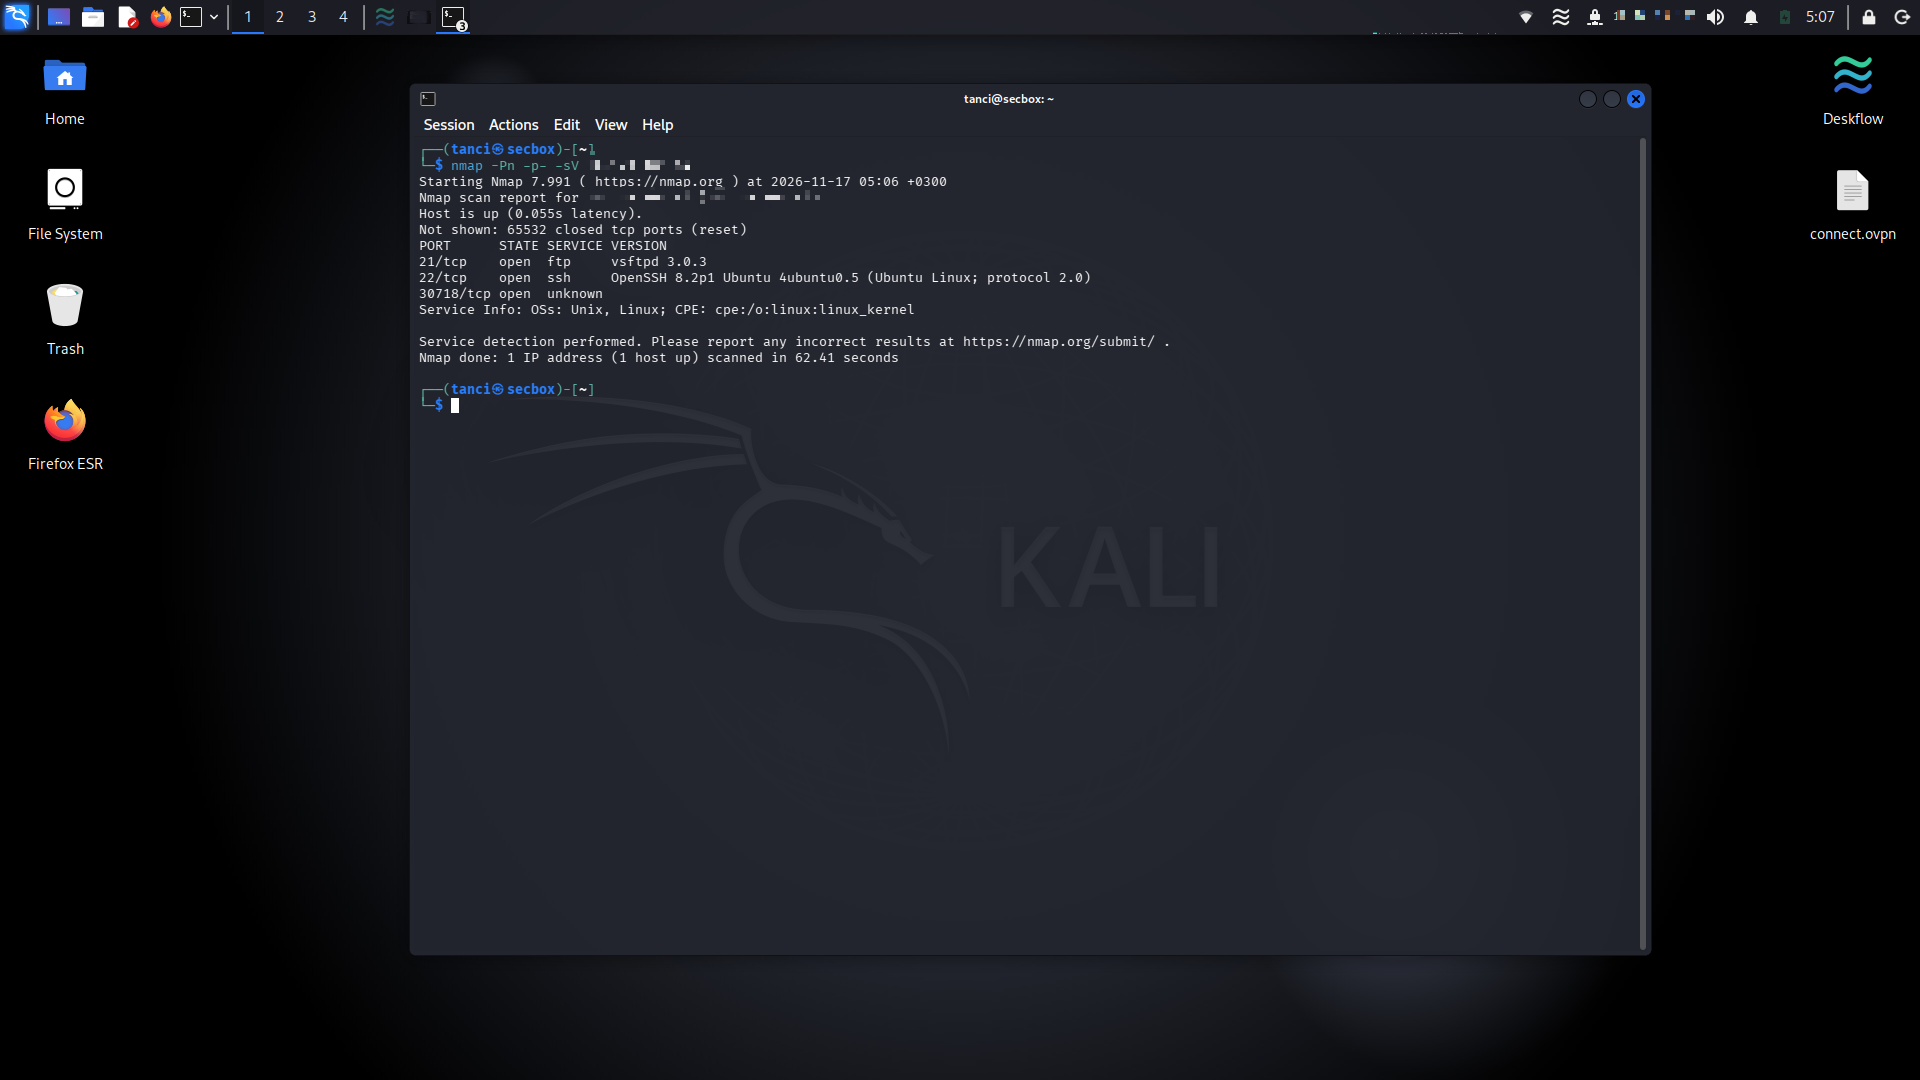 1 2 3 4
3
5:07
Home
File System
Trash
Firefox ESR
tanci@secbox: ~
Session Actions Edit View Help
┌──(tanci㉿secbox)-[~]
└─$ nmap -Pn -p- -sV
Starting Nmap 7.991 ( https://nmap.org ) at 2026-11-17 05:06 +0300
Nmap scan report for
Host is up (0.055s latency).
Not shown: 65532 closed tcp ports (reset)
PORT      STATE SERVICE VERSION
21/tcp    open  ftp     vsftpd 3.0.3
22/tcp    open  ssh     OpenSSH 8.2p1 Ubuntu 4ubuntu0.5 (Ubuntu Linux; protocol 2.0)
30718/tcp open  unknown
Service Info: OSs: Unix, Linux; CPE: cpe:/o:linux:linux_kernel
Service detection performed. Please report any incorrect results at https://nmap.org/submit/ .
Nmap done: 1 IP address (1 host up) scanned in 62.41 seconds
┌──(tanci㉿secbox)-[~]
└─$
KALI
Deskflow
connect.ovpn